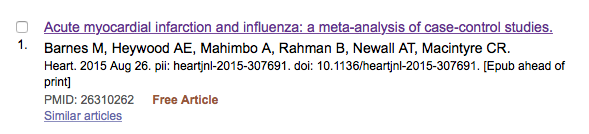 Acute myocardial infarction and influenza: a meta-analysis of case-control studies.
1. Barnes M, Heywood AE, Mahimbo A, Rahman B, Newall AT, Macintyre CR.
Heart. 2015 Aug 26. pii: heartjnl-2015-307691. doi: 10.1136/heartjnl-2015-307691. [Epub ahead of
print]
PMID: 26310262 Free Article
Similar articles